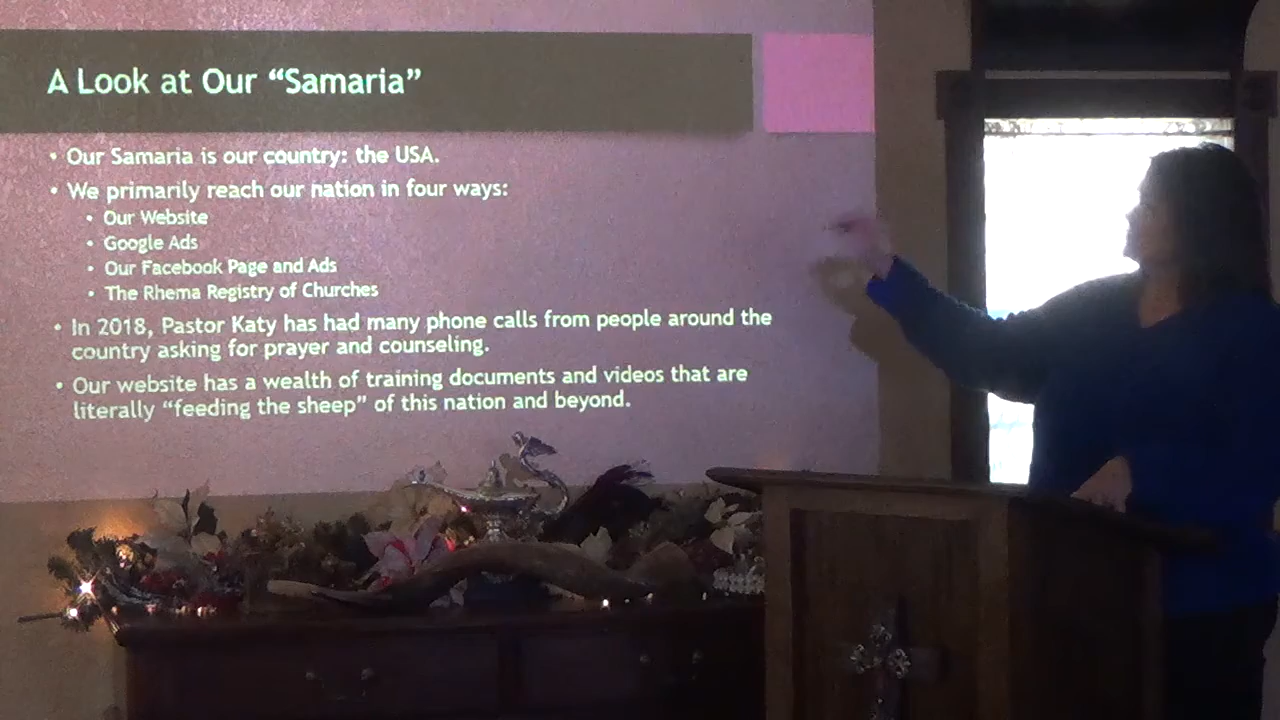 A Look at Our “Samaria”
• Our Samaria is our country: the USA.
• We primarily reach our nation in four ways:
• Our Website
• Google Ads
• Our Facebook Page and Ads
• The Rhema Registry of Churches
• In 2018, Pastor Katy has had many phone calls from people around the
country asking for prayer and counseling.
• Our website has a wealth of training documents and videos that are
literally “feeding the sheep” of this nation and beyond.